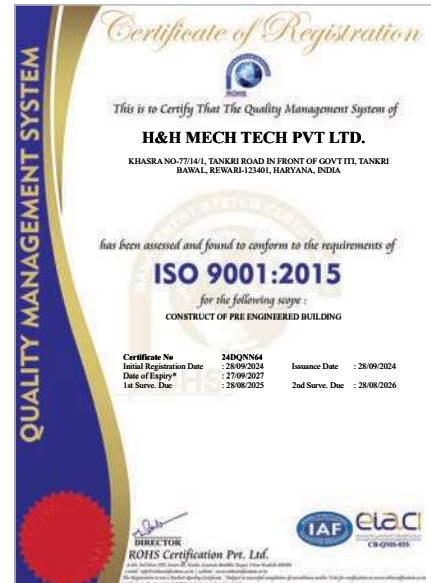 QUALITY MANAGEMENT SYSTEM
Certificate of Registration
ROHS
This is to Certify That The Quality Management System of
H&H MECH TECH PVT LTD.
KHASRA NO-77/14/1, TANKRI ROAD IN FRONT OF GOVT ITI, TANKRI
BAWAL, REWARI-123401, HARYANA, INDIA
has been assessed and found to conform to the requirements of
ISO 9001:2015
for the following scope :
CONSTRUCT OF PRE ENGINEERED BUILDING
Certificate No 24DQNN64
Initial Registration Date : 28/09/2024 Issuance Date : 28/09/2024
Date of Expiry* : 27/09/2027
1st Surve. Due : 28/08/2025 2nd Surve. Due : 28/08/2026
DIRECTOR
ROHS Certification Pvt. Ltd.
IAF
eiaci
CB-QMS-035